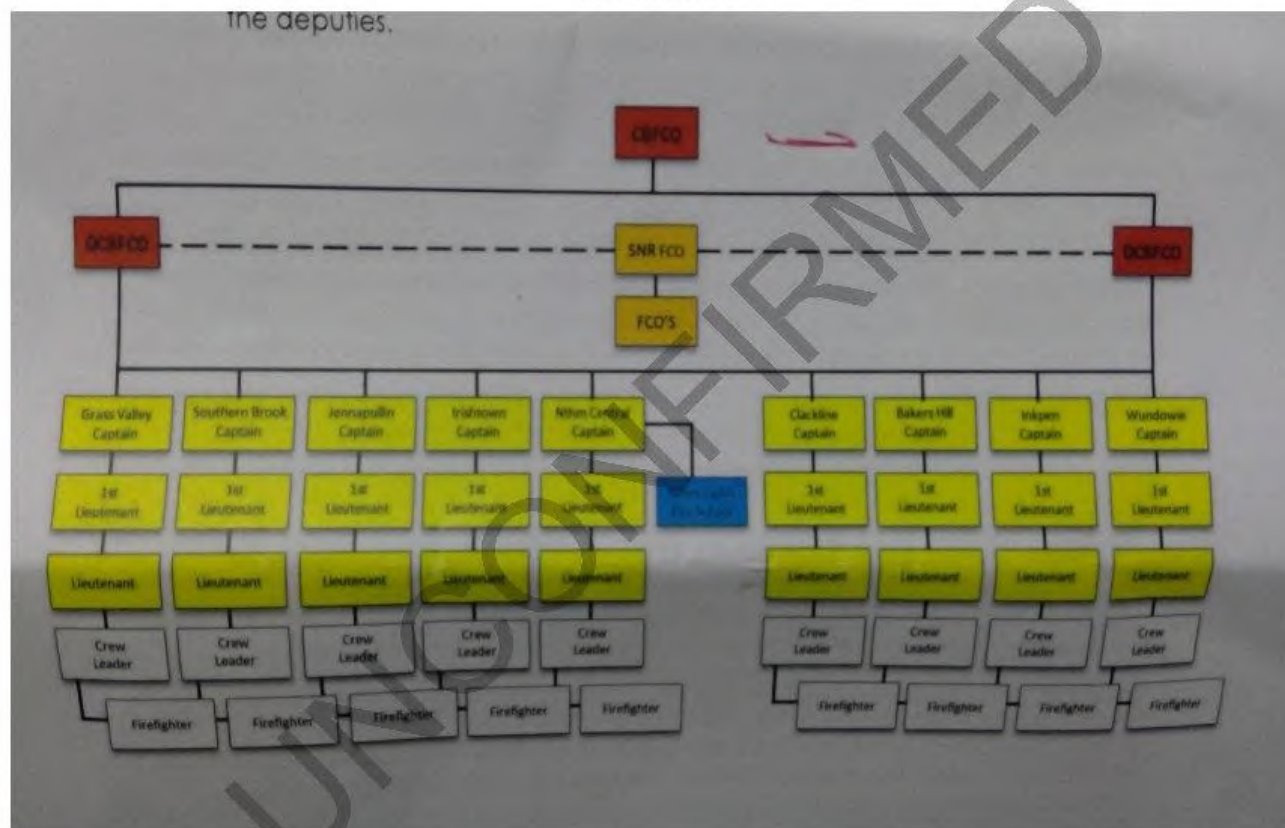 the deputies.
CBFCO
DCBFCO
SNR FCO
DCBFCO
FCO'S
Grass Valley
Captain
Southern Brook
Captain
Jennapullin
Captain
Irishtown
Captain
Nthm Central
Captain
Clackline
Captain
Bakers Hill
Captain
Inkpen
Captain
Wundowie
Captain
1st
Lieutenant
1st
Lieutenant
1st
Lieutenant
1st
Lieutenant
1st
Lieutenant
1st
Lieutenant
1st
Lieutenant
1st
Lieutenant
1st
Lieutenant
Lieutenant
Lieutenant
Lieutenant
Lieutenant
Lieutenant
Lieutenant
Lieutenant
Lieutenant
Lieutenant
Crew
Leader
Crew
Leader
Crew
Leader
Crew
Leader
Crew
Leader
Crew
Leader
Crew
Leader
Crew
Leader
Crew
Leader
Firefighter
Firefighter
Firefighter
Firefighter
Firefighter
Firefighter
Firefighter
Firefighter
Firefighter
UNCONFIRMED